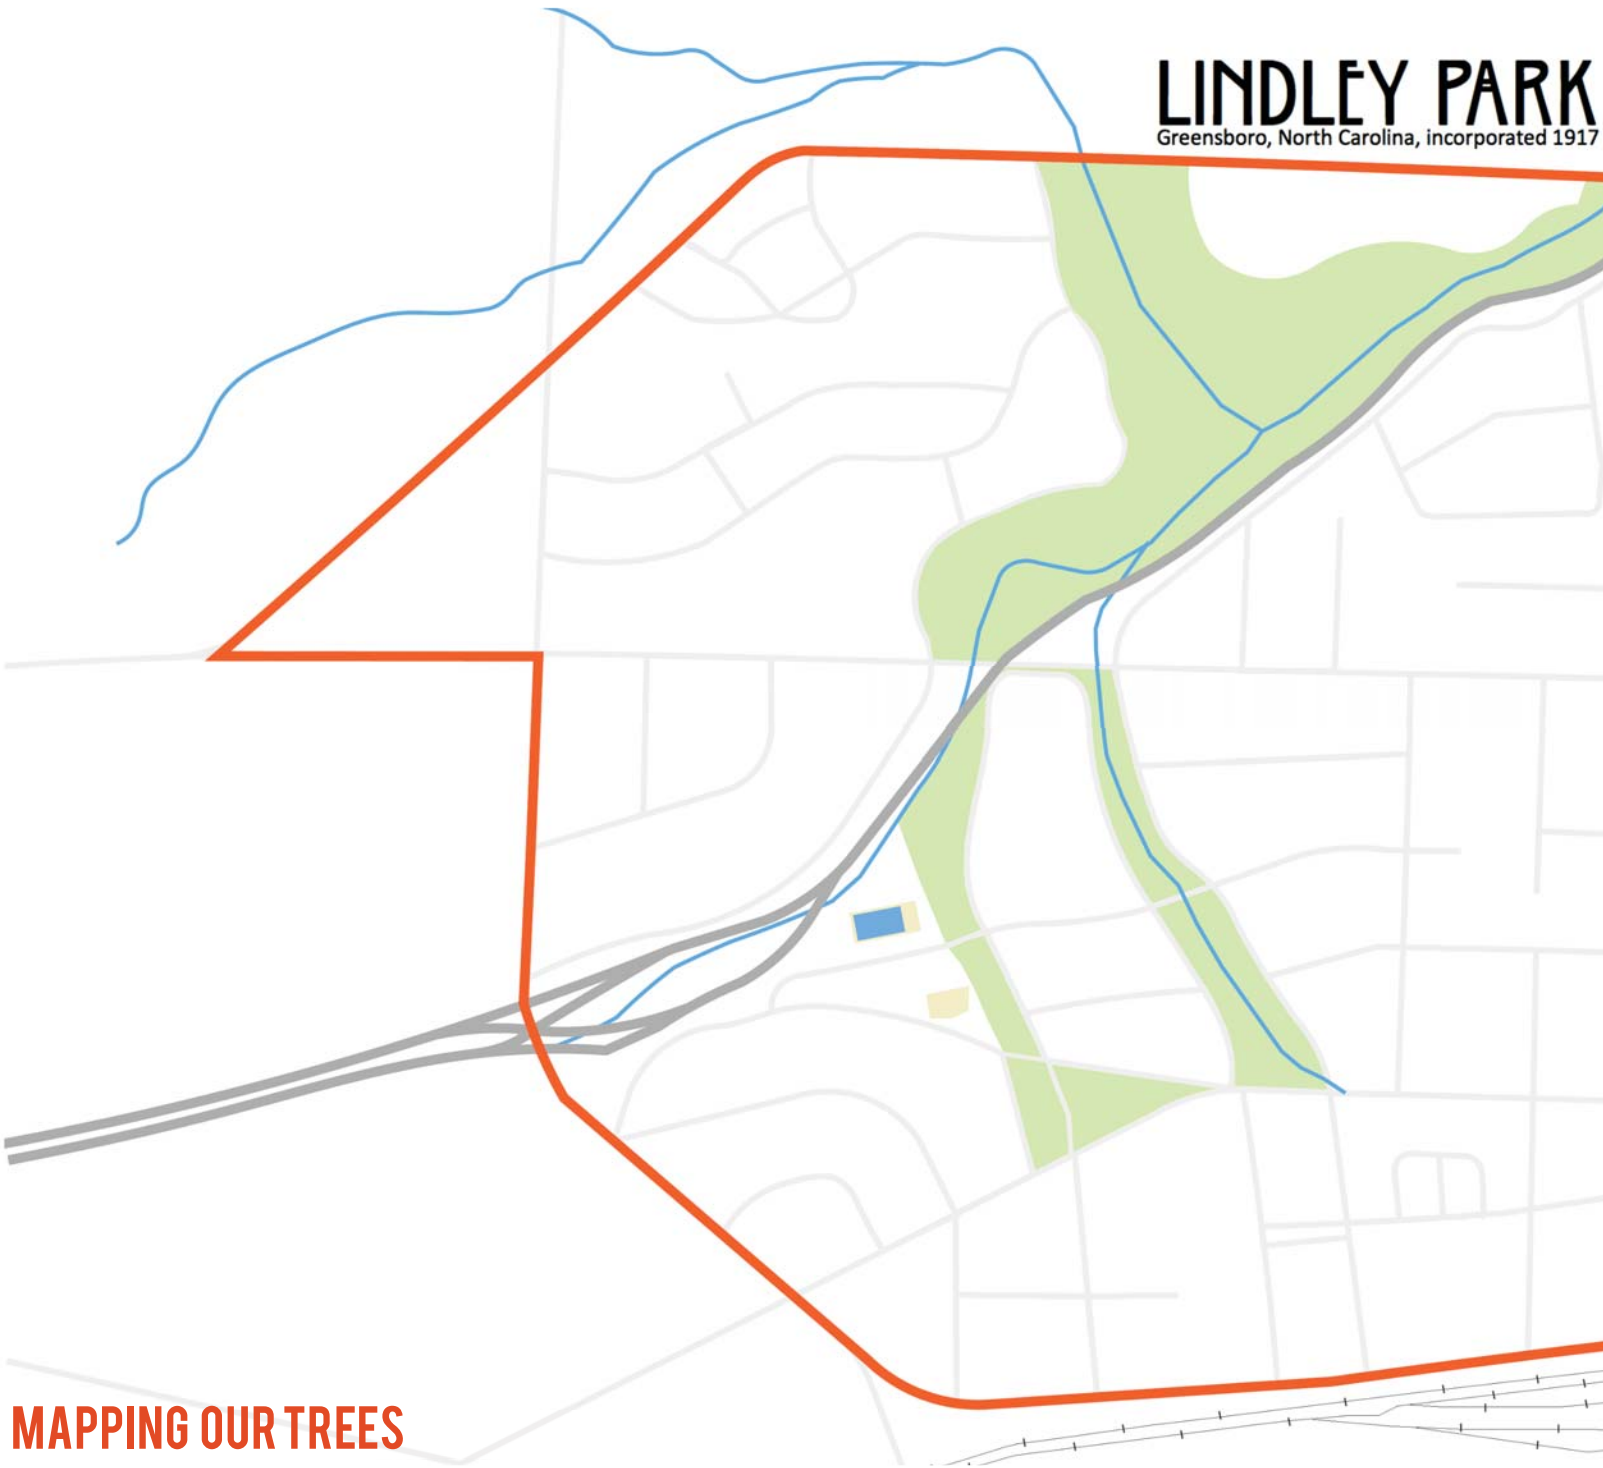 LINDLEY PARK
Greensboro, North Carolina, incorporated 1917
MAPPING OUR TREES